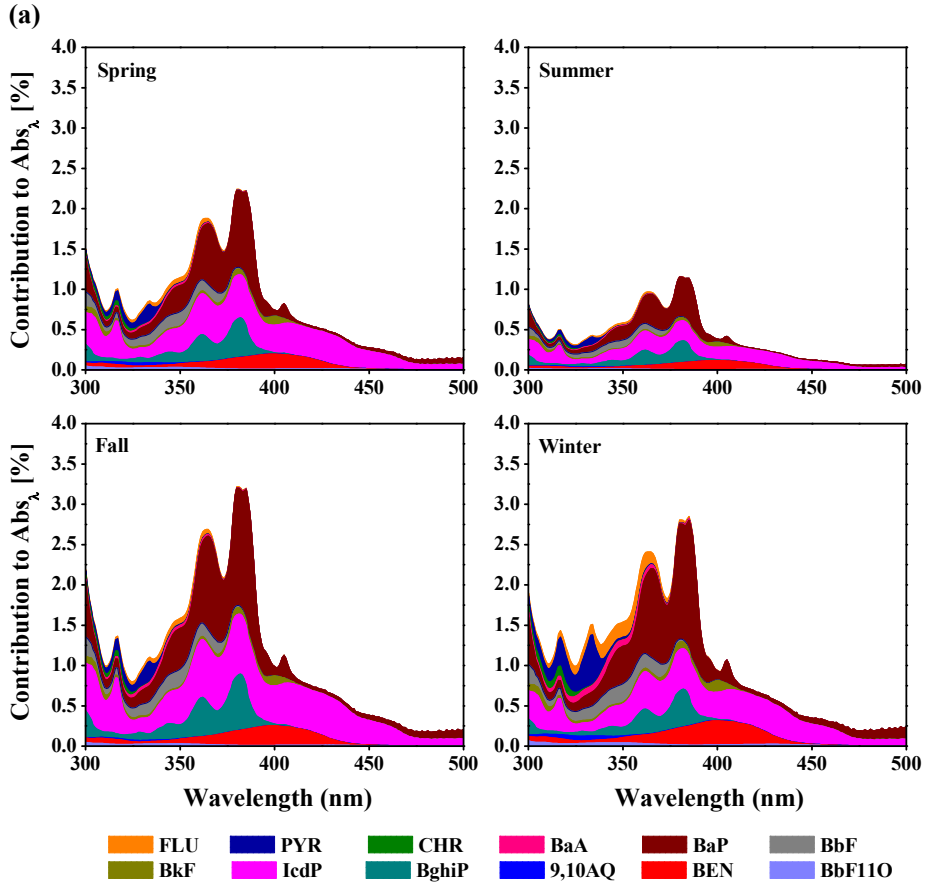 (a)
Contribution to Absλ [%]
4.0
3.5
3.0
2.5
2.0
1.5
1.0
0.5
0.0
Spring
300 350 400 450 500
4.0
3.5
3.0
2.5
2.0
1.5
1.0
0.5
0.0
Summer
300 350 400 450 500
Contribution to Absλ [%]
4.0
3.5
3.0
2.5
2.0
1.5
1.0
0.5
0.0
Fall
300 350 400 450 500
Wavelength (nm)
4.0
3.5
3.0
2.5
2.0
1.5
1.0
0.5
0.0
Winter
300 350 400 450 500
Wavelength (nm)
FLU PYR CHR BaA BaP BbF
BkF IcdP BghiP 9,10AQ BEN BbF11O